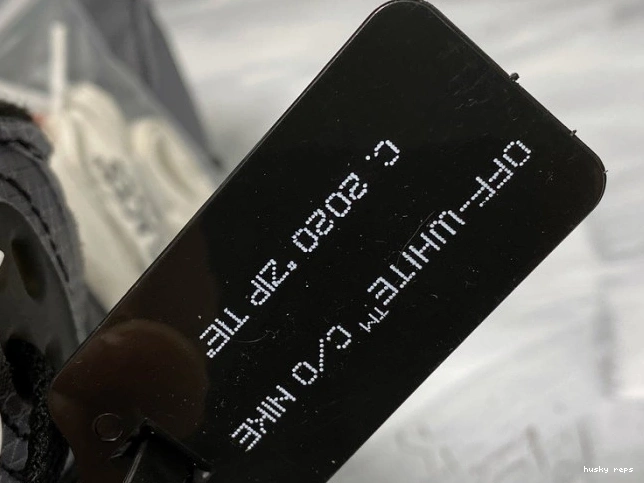 OFF-WHITE™ C/O NIKE
C. 2020 "ZIP TIE"
husky reps